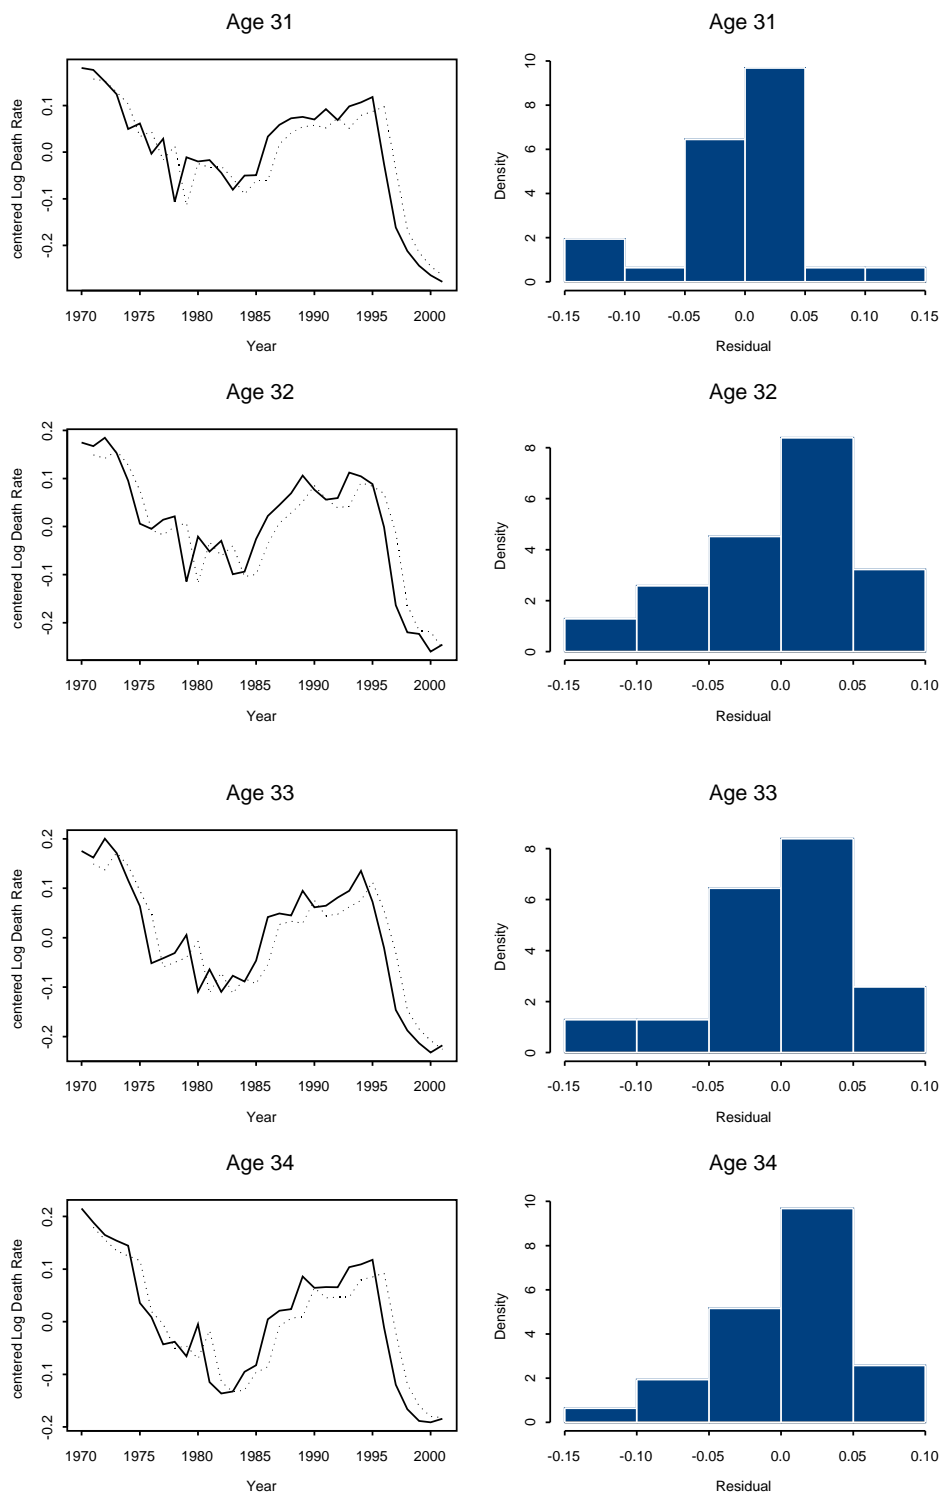 Age 31
Age 31
centered Log Death Rate
0.1
0.0
-0.1
-0.2
1970 1975 1980 1985 1990 1995 2000
Year
Density
10
8
6
4
2
0
-0.15 -0.10 -0.05 0.0 0.05 0.10 0.15
Residual
Age 32
Age 32
centered Log Death Rate
0.2
0.1
0.0
-0.1
-0.2
1970 1975 1980 1985 1990 1995 2000
Year
Density
8
6
4
2
0
-0.15 -0.10 -0.05 0.0 0.05 0.10
Residual
Age 33
Age 33
centered Log Death Rate
0.2
0.1
0.0
-0.1
-0.2
1970 1975 1980 1985 1990 1995 2000
Year
Density
8
6
4
2
0
-0.15 -0.10 -0.05 0.0 0.05 0.10
Residual
Age 34
Age 34
centered Log Death Rate
0.2
0.1
0.0
-0.1
-0.2
1970 1975 1980 1985 1990 1995 2000
Year
Density
10
8
6
4
2
0
-0.15 -0.10 -0.05 0.0 0.05 0.10
Residual